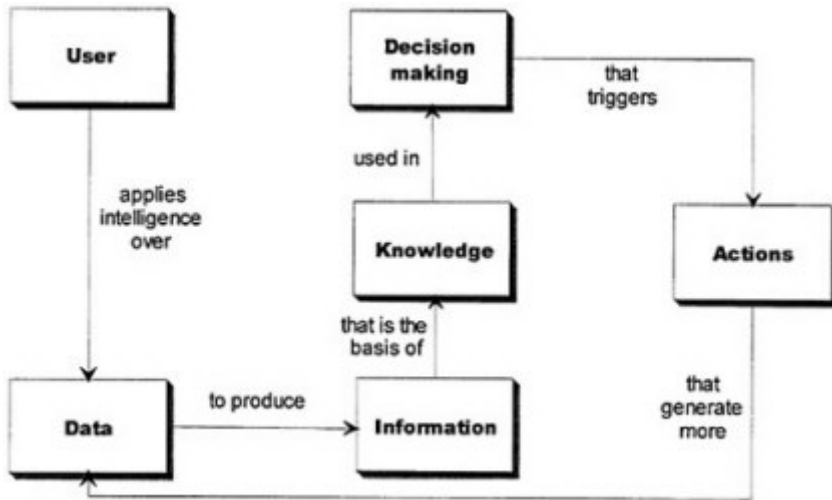 User
applies
intelligence
over
Data
to produce
Information
that is the
basis of
Knowledge
used in
Decision
making
that
triggers
Actions
that
generate
more